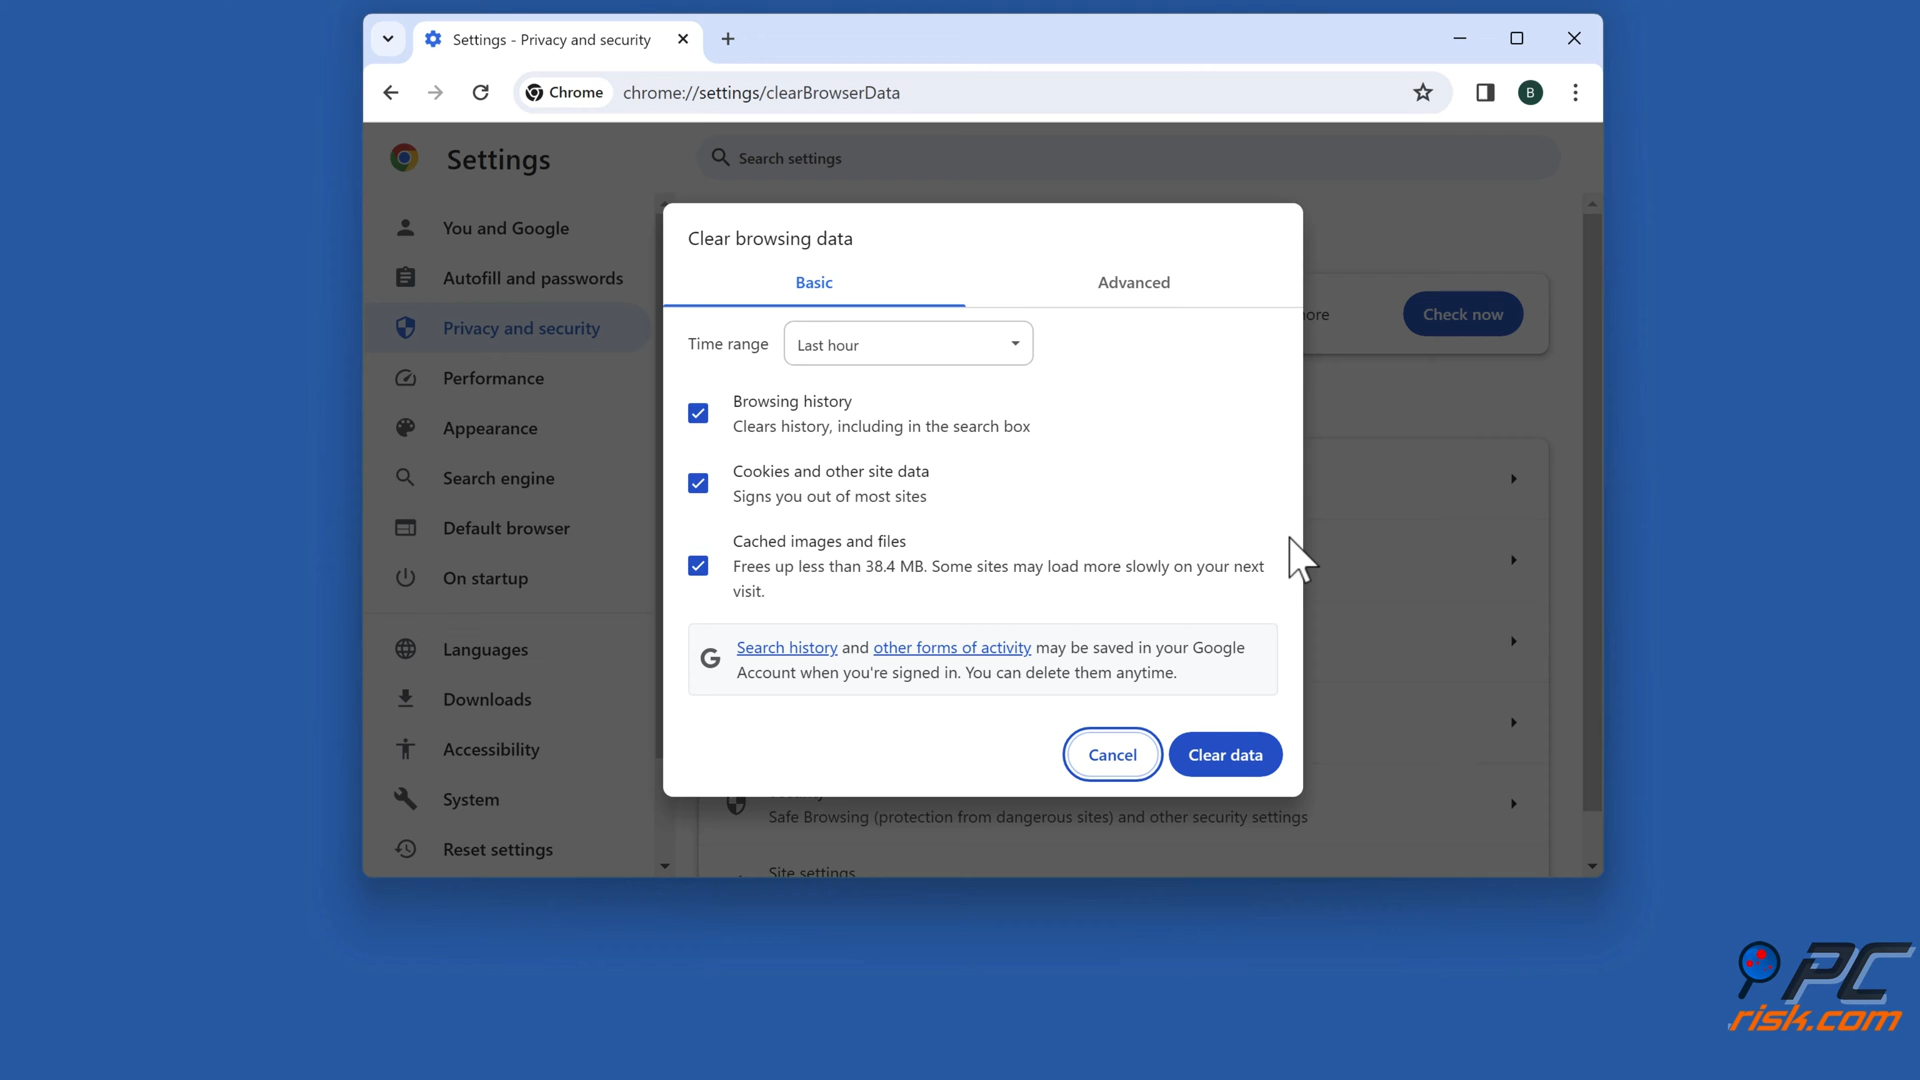 Settings - Privacy and security
Chrome
chrome://settings/clearBrowserData
Settings
Search settings
You and Google
Autofill and passwords
Privacy and security
Performance
Appearance
Search engine
Default browser
On startup
Languages
Downloads
Accessibility
System
Reset settings
Clear browsing data
Basic
Advanced
Time range
Last hour
Browsing history
Clears history, including in the search box
Cookies and other site data
Signs you out of most sites
Cached images and files
Frees up less than 38.4 MB. Some sites may load more slowly on your next
visit.
Search history and other forms of activity may be saved in your Google
Account when you're signed in. You can delete them anytime.
Cancel
Clear data
Check now
Safe Browsing (protection from dangerous sites) and other security settings
Site settings
B
PC
risk.com